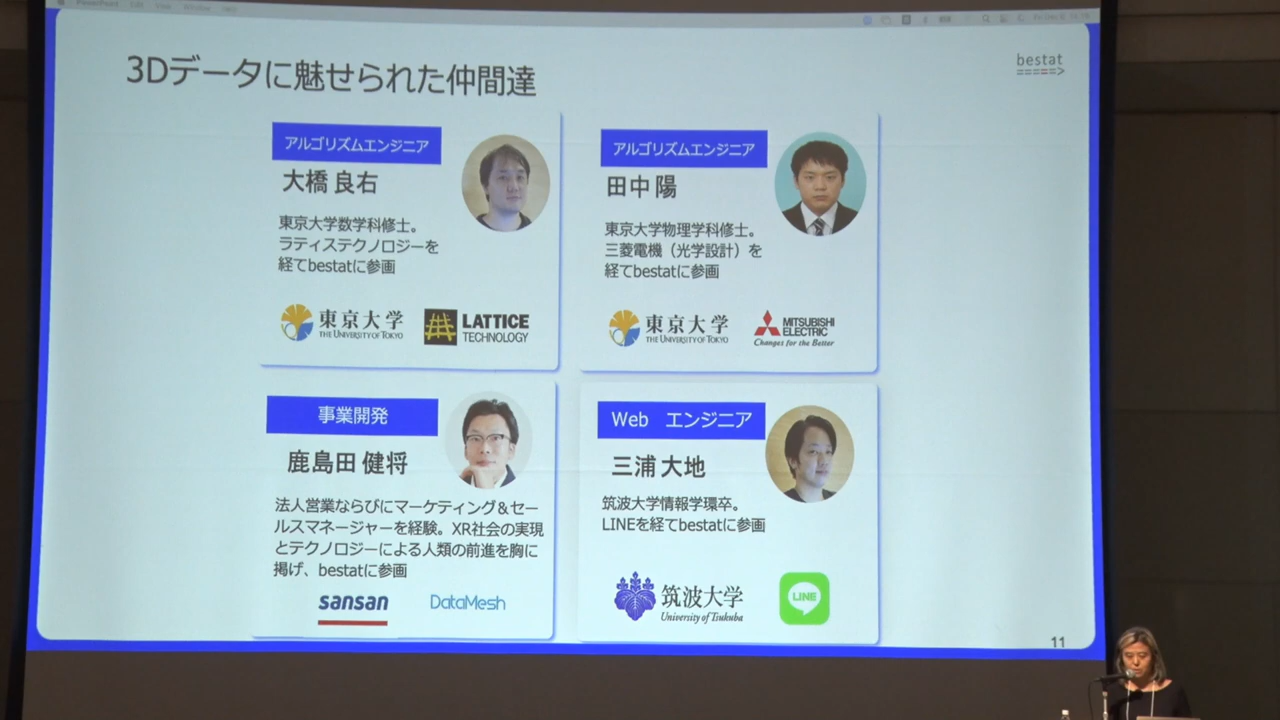 3Dデータに魅せられた仲間達
bestat
アルゴリズムエンジニア
大橋 良右
東京大学数学科修士。
ラティステクノロジーを
経てbestatに参画
東京大学
THE UNIVERSITY OF TOKYO
LATTICE
TECHNOLOGY
アルゴリズムエンジニア
田中 陽
東京大学物理学科修士。
三菱電機（光学設計）を
経てbestatに参画
東京大学
THE UNIVERSITY OF TOKYO
MITSUBISHI
ELECTRIC
Changes for the Better
事業開発
鹿島田 健将
法人営業ならびにマーケティング＆セー
ルスマネージャーを経験。XR社会の実現
とテクノロジーによる人類の前進を胸に
掲げ、bestatに参画
sansan
DataMesh
Web　エンジニア
三浦 大地
筑波大学情報学環卒。
LINEを経てbestatに参画
筑波大学
University of Tsukuba
LINE
11